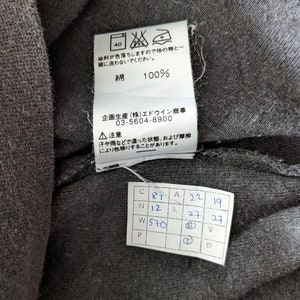 40
染料が色落ちしますので他の物と一
緒に洗わないでください。
綿 100%
企画生産 (株)エドウイン商事
03-5604-8900
⚠注意
汗や雨などで湿った状態、および摩擦
により色移りすることがあります。
C 87 A 22 19
N 12 L 27 27
W 570 R V
P I D